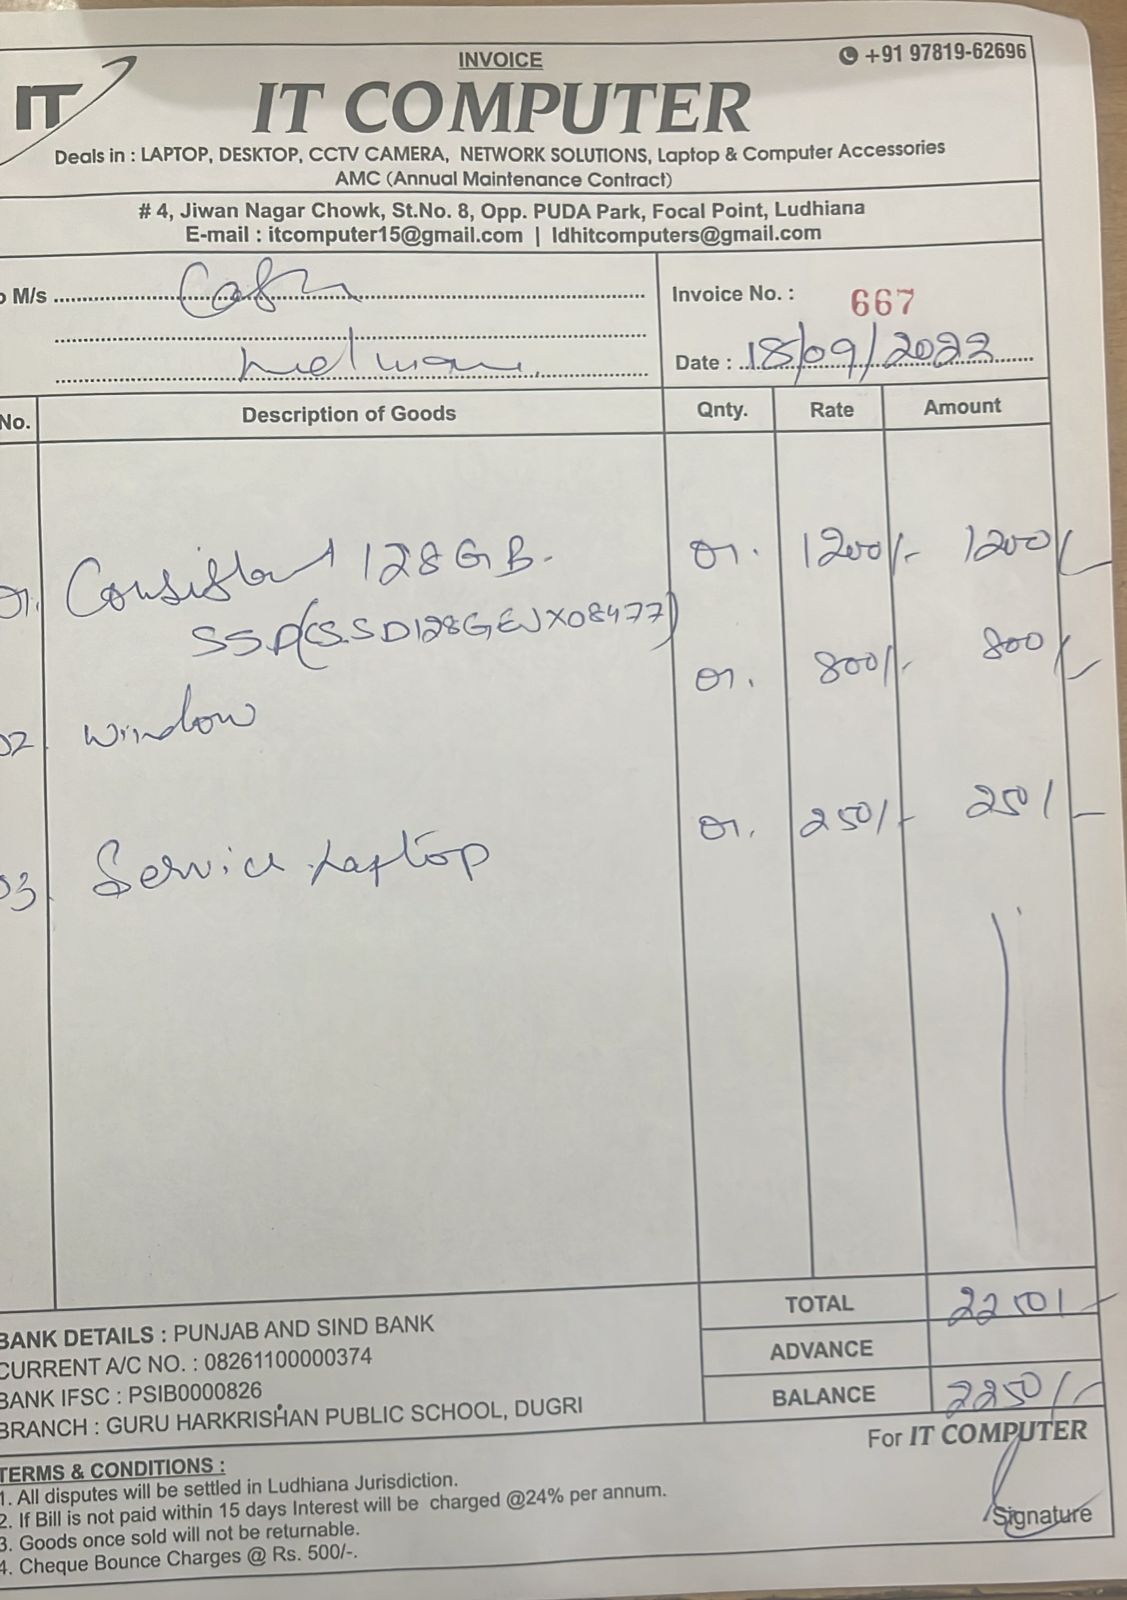 INVOICE
+91 97819-62696
IT
IT COMPUTER
Deals in : LAPTOP, DESKTOP, CCTV CAMERA, NETWORK SOLUTIONS, Laptop & Computer Accessories
AMC (Annual Maintenance Contract)
# 4, Jiwan Nagar Chowk, St.No. 8, Opp. PUDA Park, Focal Point, Ludhiana
E-mail : itcomputer15@gmail.com | ldhitcomputers@gmail.com
M/s Cash
Invoice No. : 667
Date : 18/09/2022
No. Description of Goods Qnty. Rate Amount
01. Consistant 128GB. 01. 1200/- 1200/-
SSD(CSSD128GEJX08477)
02 window 01. 800/- 800/-
03 Service Laptop 01. 250/- 250/-
TOTAL 2250/-
ADVANCE
BALANCE 2250/-
BANK DETAILS : PUNJAB AND SIND BANK
CURRENT A/C NO. : 08261100000374
BANK IFSC : PSIB0000826
BRANCH : GURU HARKRISHAN PUBLIC SCHOOL, DUGRI
For IT COMPUTER
TERMS & CONDITIONS :
1. All disputes will be settled in Ludhiana Jurisdiction.
2. If Bill is not paid within 15 days Interest will be charged @24% per annum.
3. Goods once sold will not be returnable.
4. Cheque Bounce Charges @ Rs. 500/-.
Signature